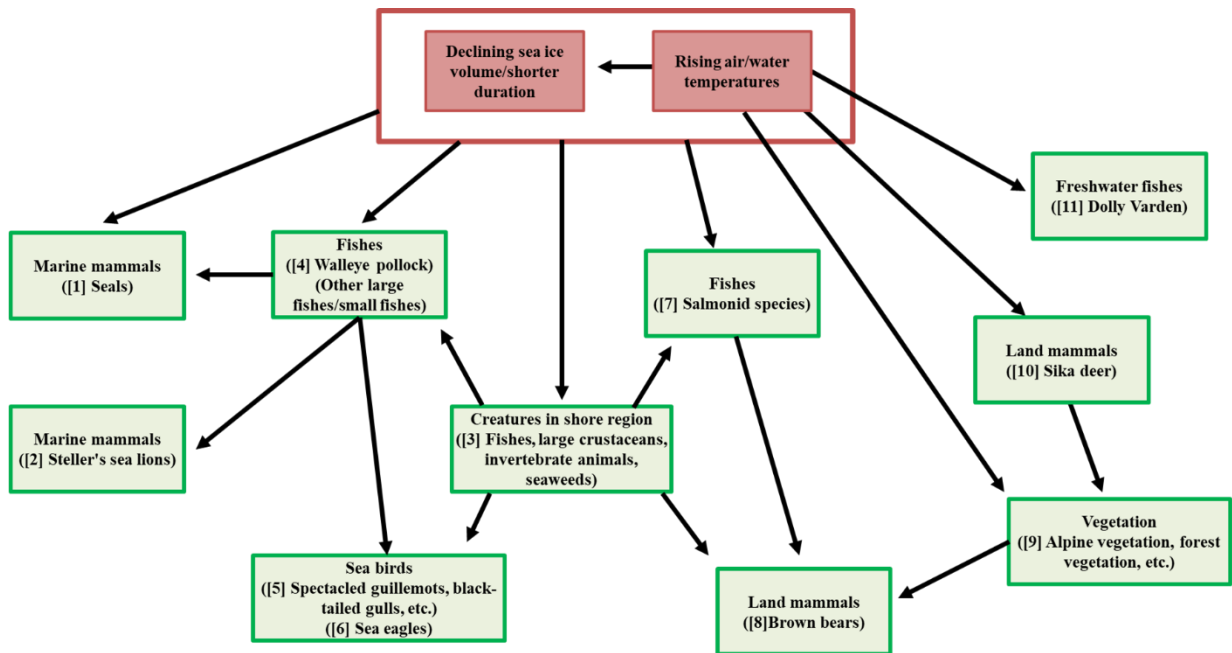 Declining sea ice
volume/shorter
duration
Rising air/water
temperatures
Freshwater fishes
([11] Dolly Varden)
Marine mammals
([1] Seals)
Fishes
([4] Walleye pollock)
(Other large
fishes/small fishes)
Fishes
([7] Salmonid species)
Land mammals
([10] Sika deer)
Marine mammals
([2] Steller's sea lions)
Creatures in shore region
([3] Fishes, large crustaceans,
invertebrate animals,
seaweeds)
Vegetation
([9] Alpine vegetation, forest
vegetation, etc.)
Sea birds
([5] Spectacled guillemots, black-
tailed gulls, etc.)
([6] Sea eagles)
Land mammals
([8]Brown bears)